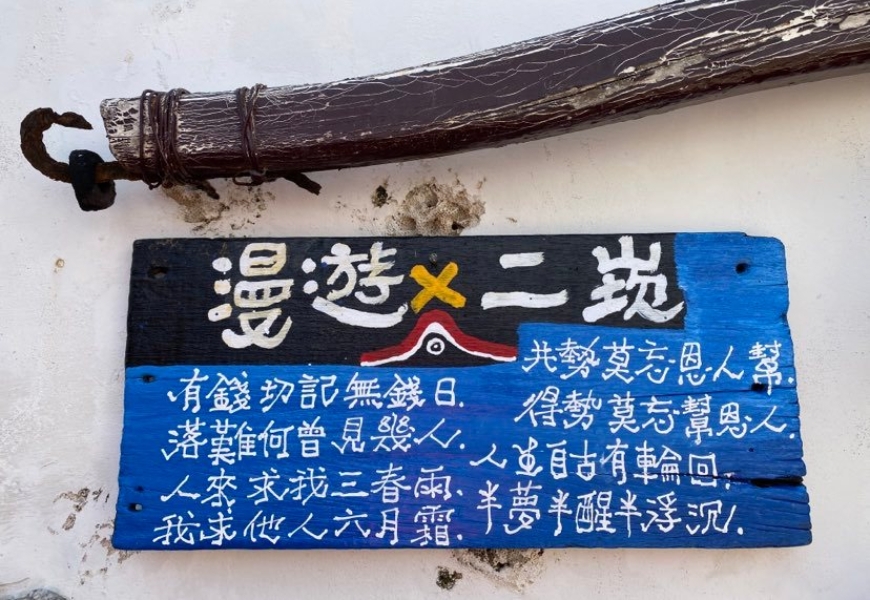 漫遊×二崁
有錢切記無錢日.
落難何曾見幾人.
人來求我三春雨.
我求他人六月霜.
共勢莫忘恩人幫.
得勢莫忘幫恩人.
人生自古有輪回.
半夢半醒半浮沉.